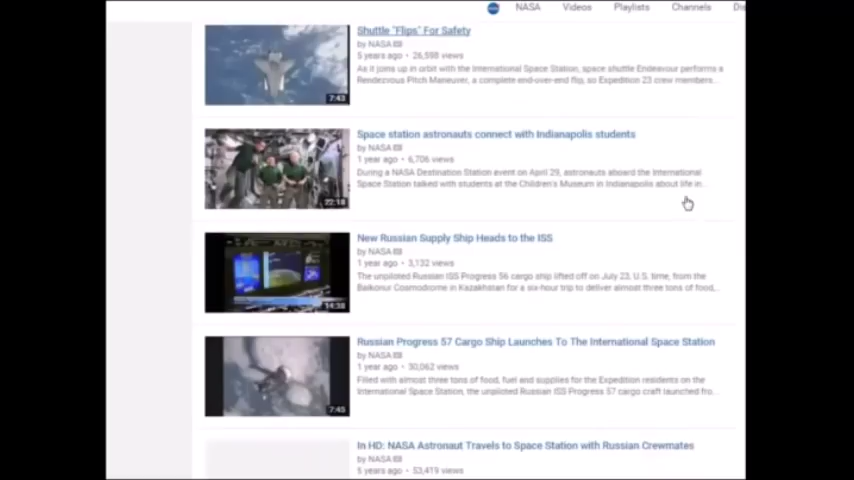 NASA Videos Playlists Channels
Shuttle "Flips" For Safety
by NASA
5 years ago • 26,598 views
As it joins up in orbit with the International Space Station, space shuttle Endeavour performs a
Rendezvous Pitch Maneuver, a complete end-over-end flip, so Expedition 23 crew members...
7:43
Space station astronauts connect with Indianapolis students
by NASA
1 year ago • 6,706 views
During a NASA Destination Station event on April 29, astronauts aboard the International
Space Station talked with students at the Children's Museum in Indianapolis about life in...
22:18
New Russian Supply Ship Heads to the ISS
by NASA
1 year ago • 3,132 views
The unpiloted Russian ISS Progress 56 cargo ship lifted off on July 23, U.S. time, from the
Baikonur Cosmodrome in Kazakhstan for a six-hour trip to deliver almost three tons of food,...
14:38
Russian Progress 57 Cargo Ship Launches To The International Space Station
by NASA
1 year ago • 30,062 views
Filled with almost three tons of food, fuel and supplies for the Expedition residents on the
International Space Station, the unpiloted Russian ISS Progress 57 cargo craft launched fro...
7:45
In HD: NASA Astronaut Travels to Space Station with Russian Crewmates
by NASA
5 years ago • 53,419 views